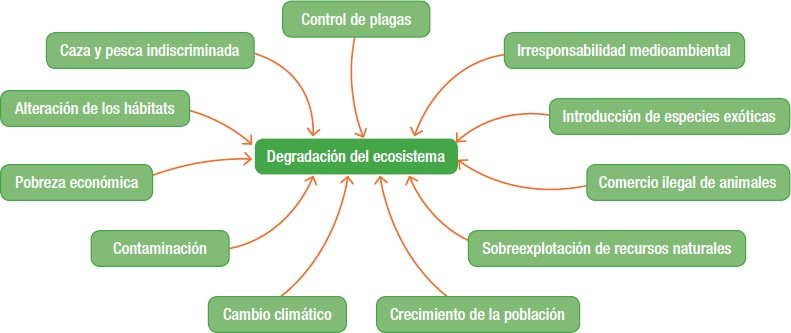 Control de plagas
Caza y pesca indiscriminada
Irresponsabilidad medioambiental
Alteración de los hábitats
Introducción de especies exóticas
Degradación del ecosistema
Pobreza económica
Comercio ilegal de animales
Contaminación
Sobreexplotación de recursos naturales
Cambio climático
Crecimiento de la población